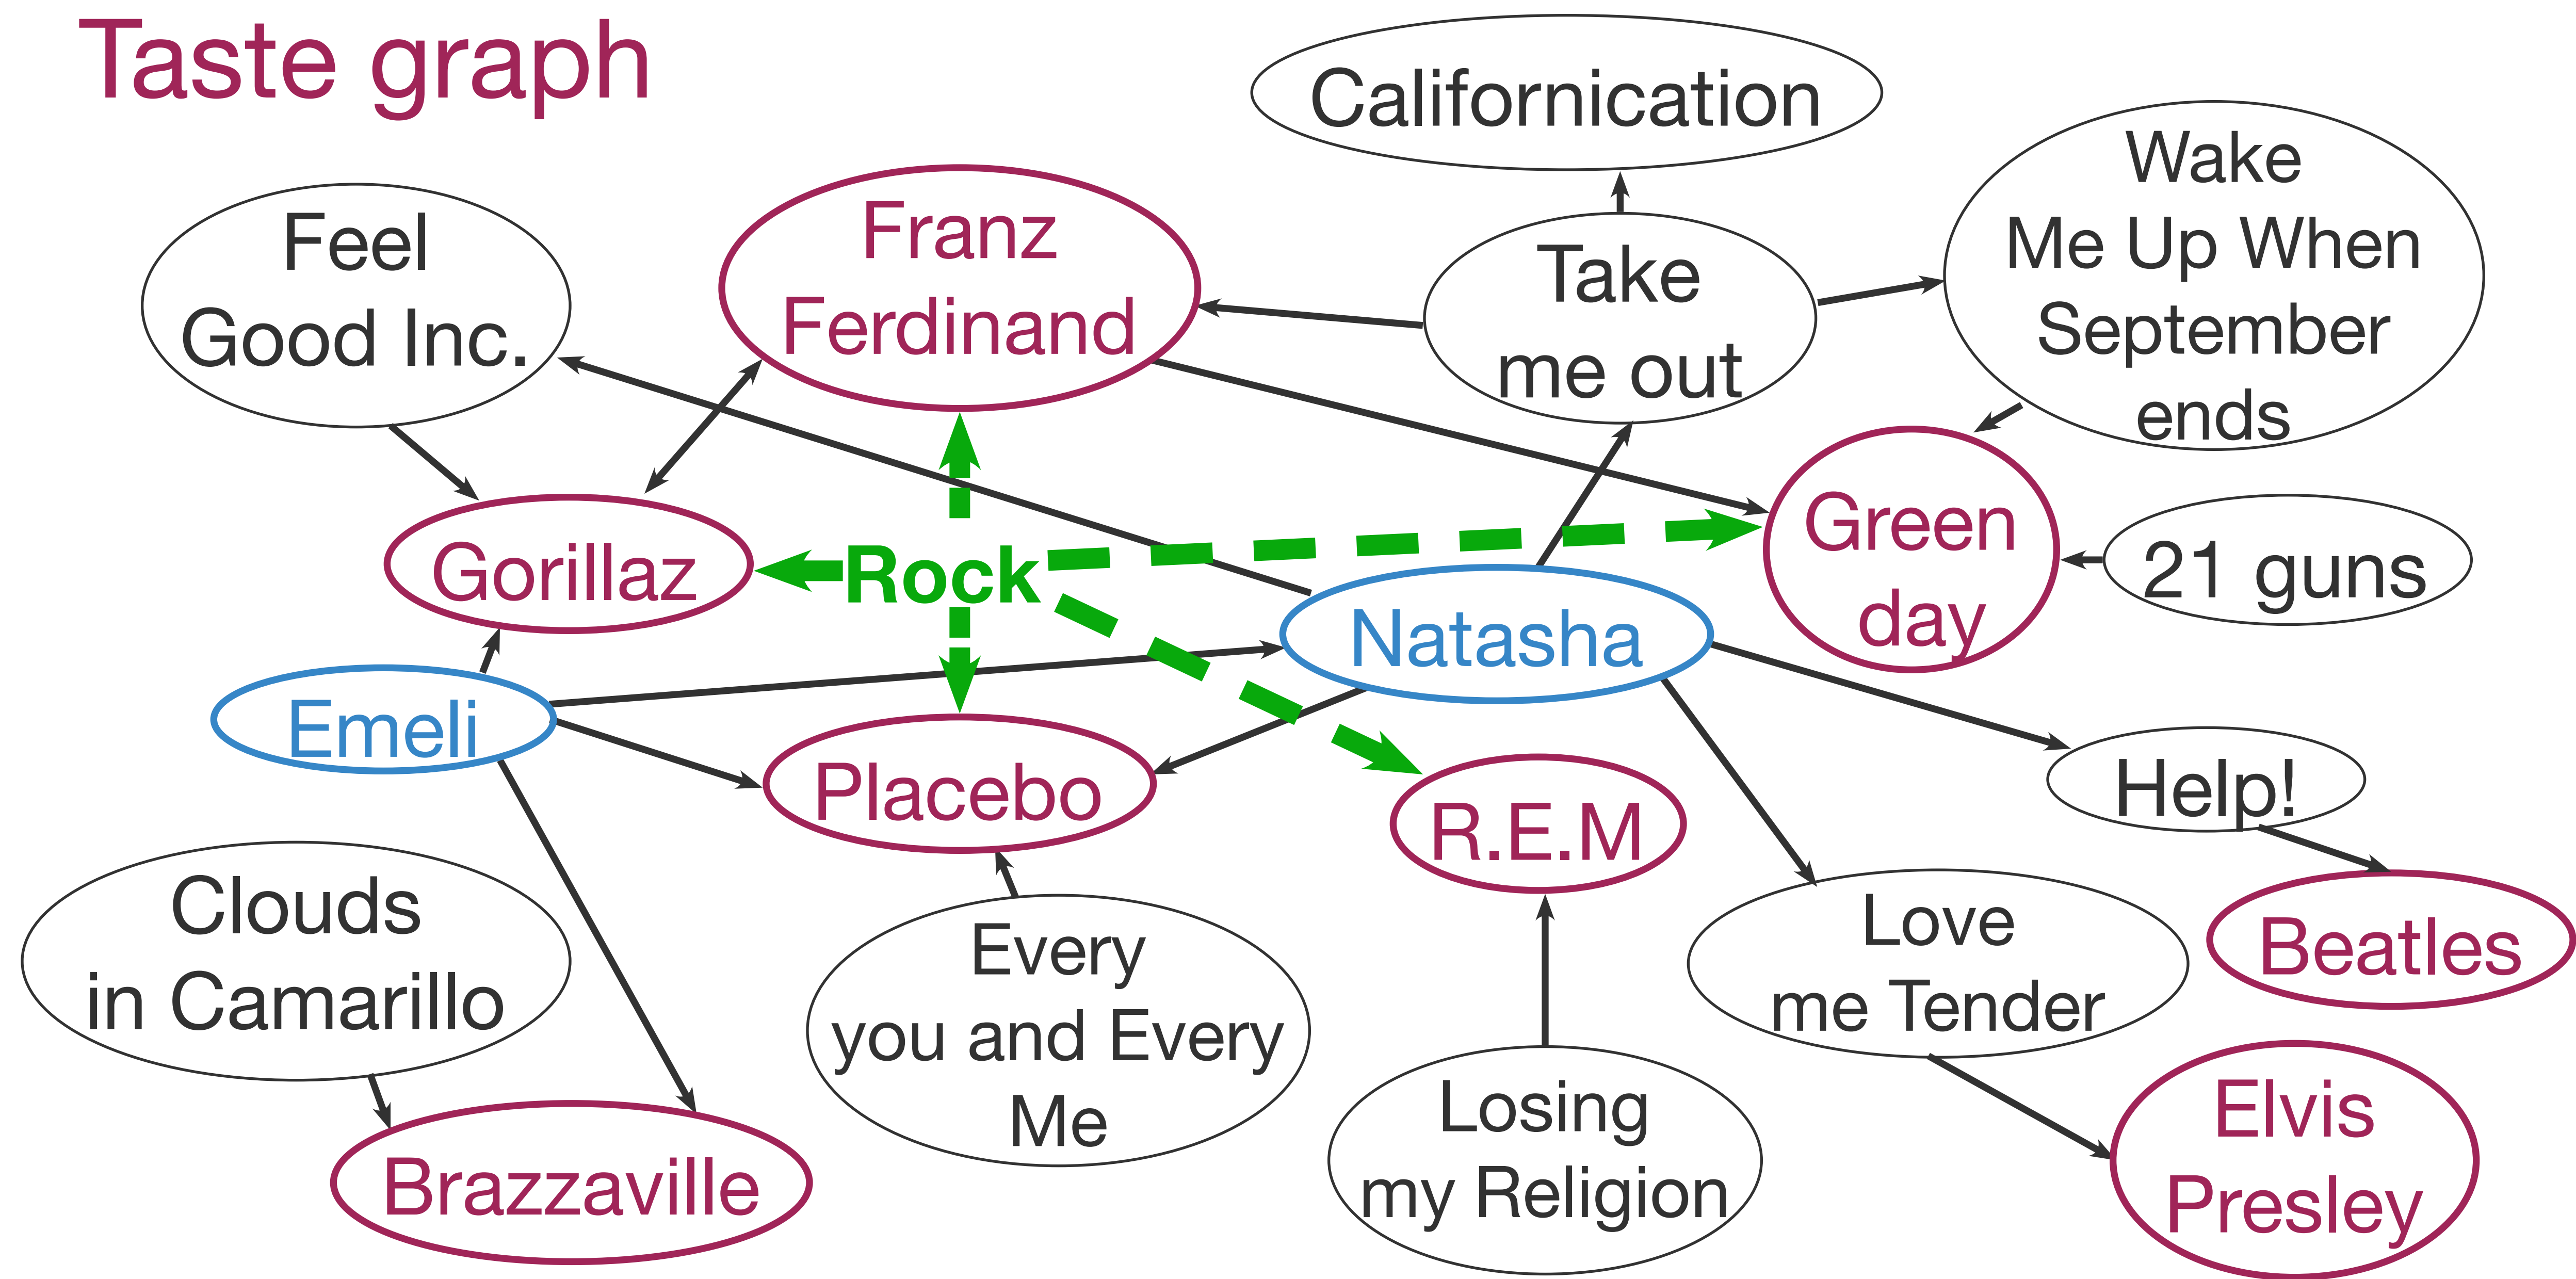 Taste graph
Californication
Wake
Me Up When
September
ends
Feel
Good Inc.
Franz
Ferdinand
Take
me out
Green
day
21 guns
Gorillaz
Rock
Natasha
Emeli
Placebo
R.E.M
Help!
Clouds
in Camarillo
Every
you and Every
Me
Love
me Tender
Beatles
Losing
my Religion
Brazzaville
Elvis
Presley